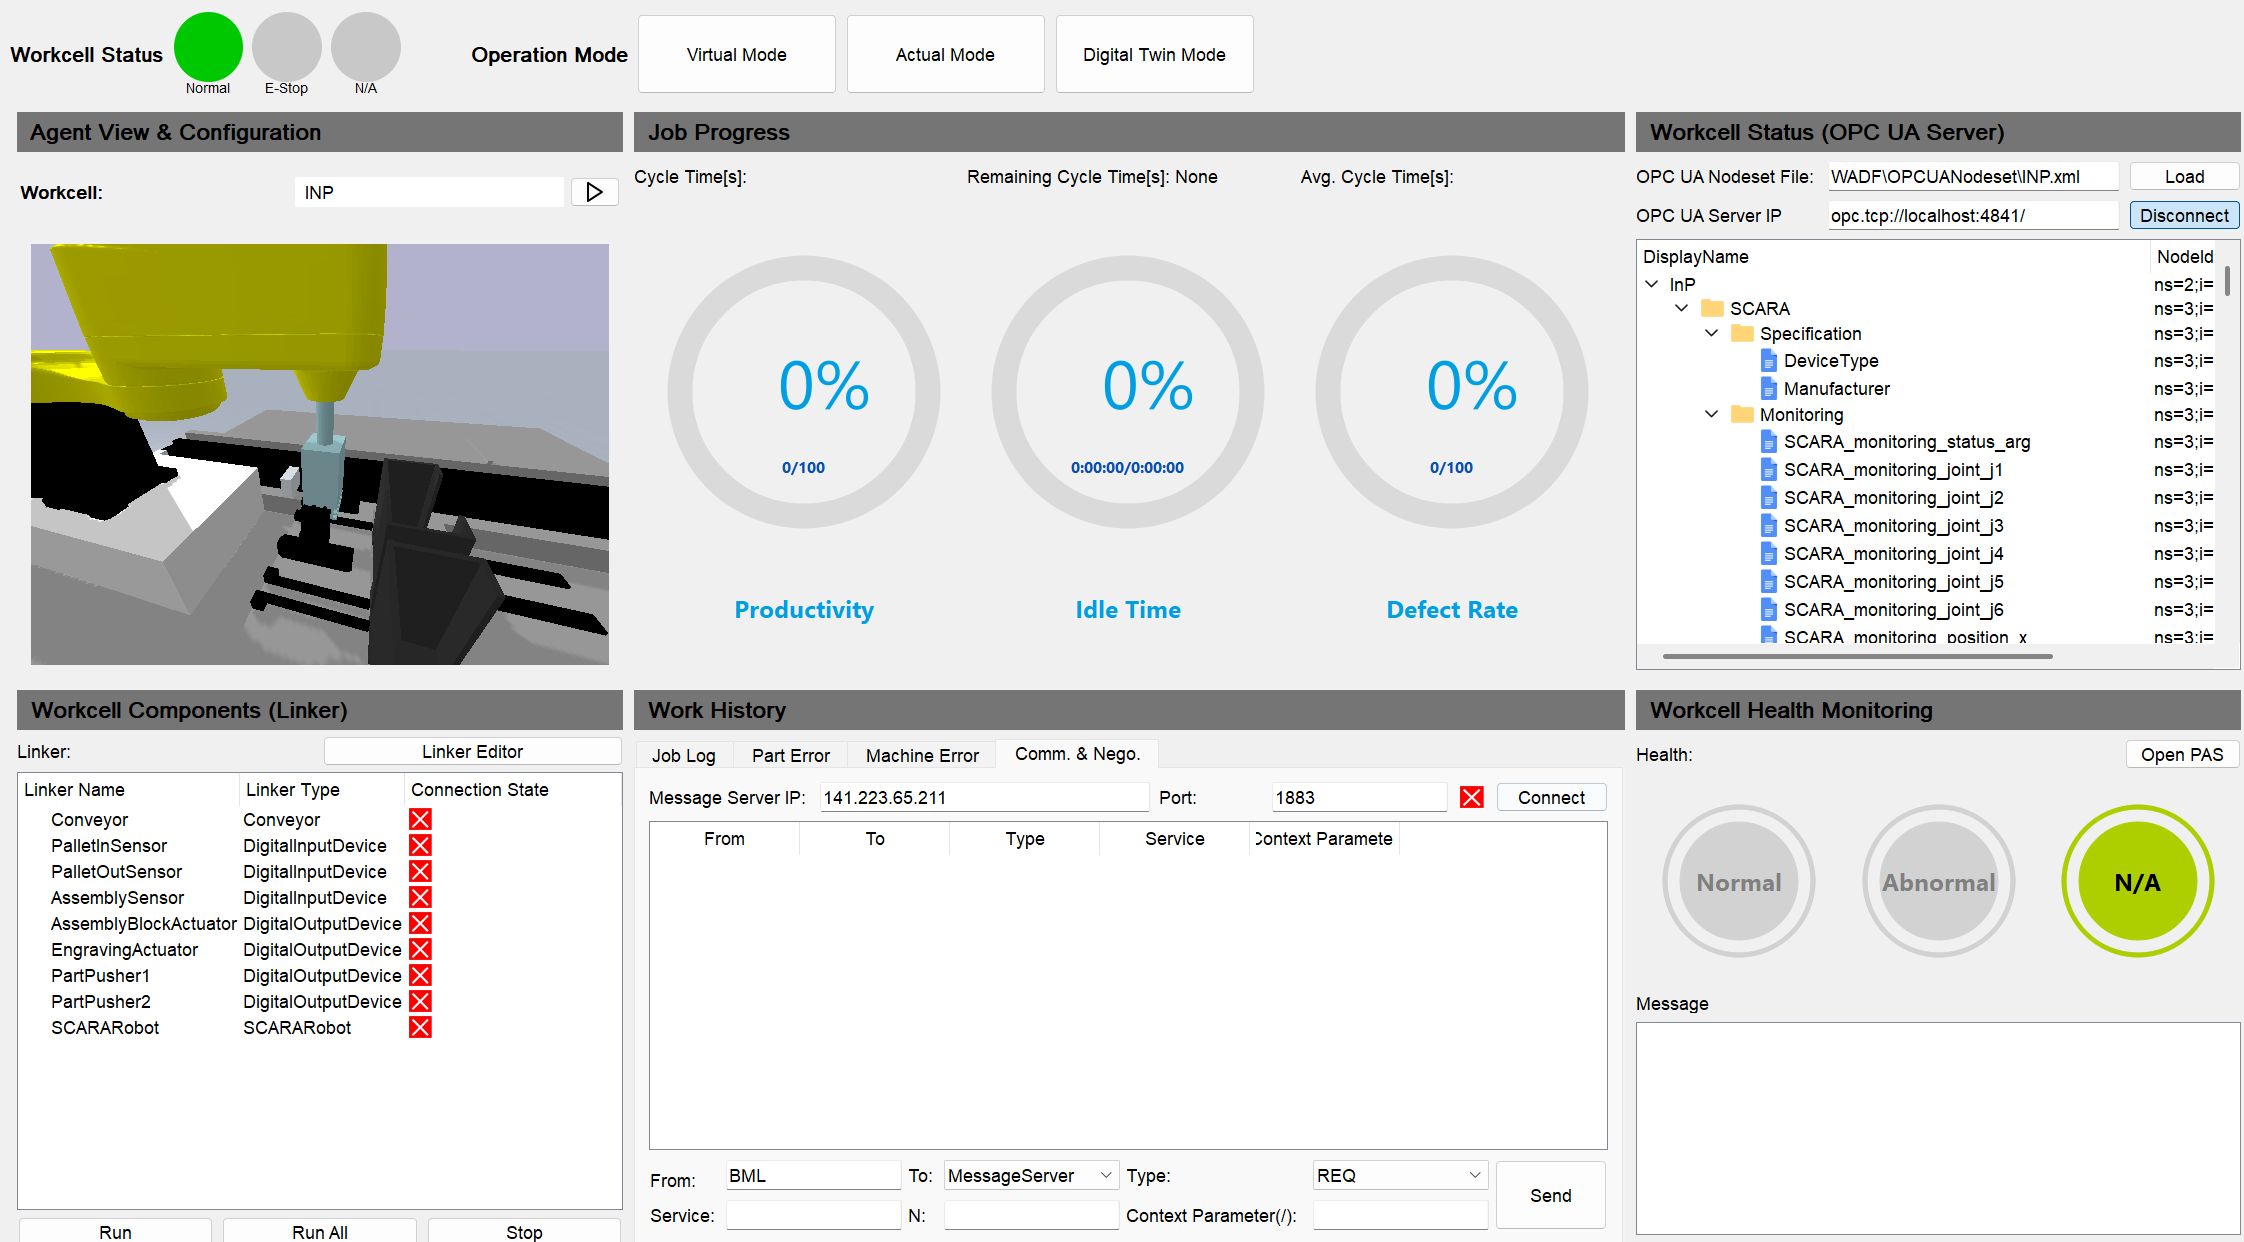 Workcell Status
Normal
E-Stop
N/A
Operation Mode
Virtual Mode
Actual Mode
Digital Twin Mode
Agent View & Configuration
Workcell:
INP
Job Progress
Cycle Time[s]:
Remaining Cycle Time[s]: None
Avg. Cycle Time[s]:
0%
0/100
Productivity
0%
0:00:00/0:00:00
Idle Time
0%
0/100
Defect Rate
Workcell Status (OPC UA Server)
OPC UA Nodeset File:
WADF\OPCUANodeset\INP.xml
Load
OPC UA Server IP
opc.tcp://localhost:4841/
Disconnect
DisplayName NodeId
InP ns=2;i=
SCARA ns=3;i=
Specification ns=3;i=
DeviceType ns=3;i=
Manufacturer ns=3;i=
Monitoring ns=3;i=
SCARA_monitoring_status_arg ns=3;i=
SCARA_monitoring_joint_j1 ns=3;i=
SCARA_monitoring_joint_j2 ns=3;i=
SCARA_monitoring_joint_j3 ns=3;i=
SCARA_monitoring_joint_j4 ns=3;i=
SCARA_monitoring_joint_j5 ns=3;i=
SCARA_monitoring_joint_j6 ns=3;i=
SCARA_monitoring_position_x ns=3;i=
Workcell Components (Linker)
Linker:
Linker Editor
Linker Name Linker Type Connection State
Conveyor Conveyor
PalletInSensor DigitalInputDevice
PalletOutSensor DigitalInputDevice
AssemblySensor DigitalInputDevice
AssemblyBlockActuator DigitalOutputDevice
EngravingActuator DigitalOutputDevice
PartPusher1 DigitalOutputDevice
PartPusher2 DigitalOutputDevice
SCARARobot SCARARobot
Run
Run All
Stop
Work History
Job Log
Part Error
Machine Error
Comm. & Nego.
Message Server IP: 141.223.65.211 Port: 1883
Connect
From To Type Service Context Paramete
From: BML To: MessageServer Type: REQ
Service: N: Context Parameter(/):
Send
Workcell Health Monitoring
Health:
Open PAS
Normal
Abnormal
N/A
Message